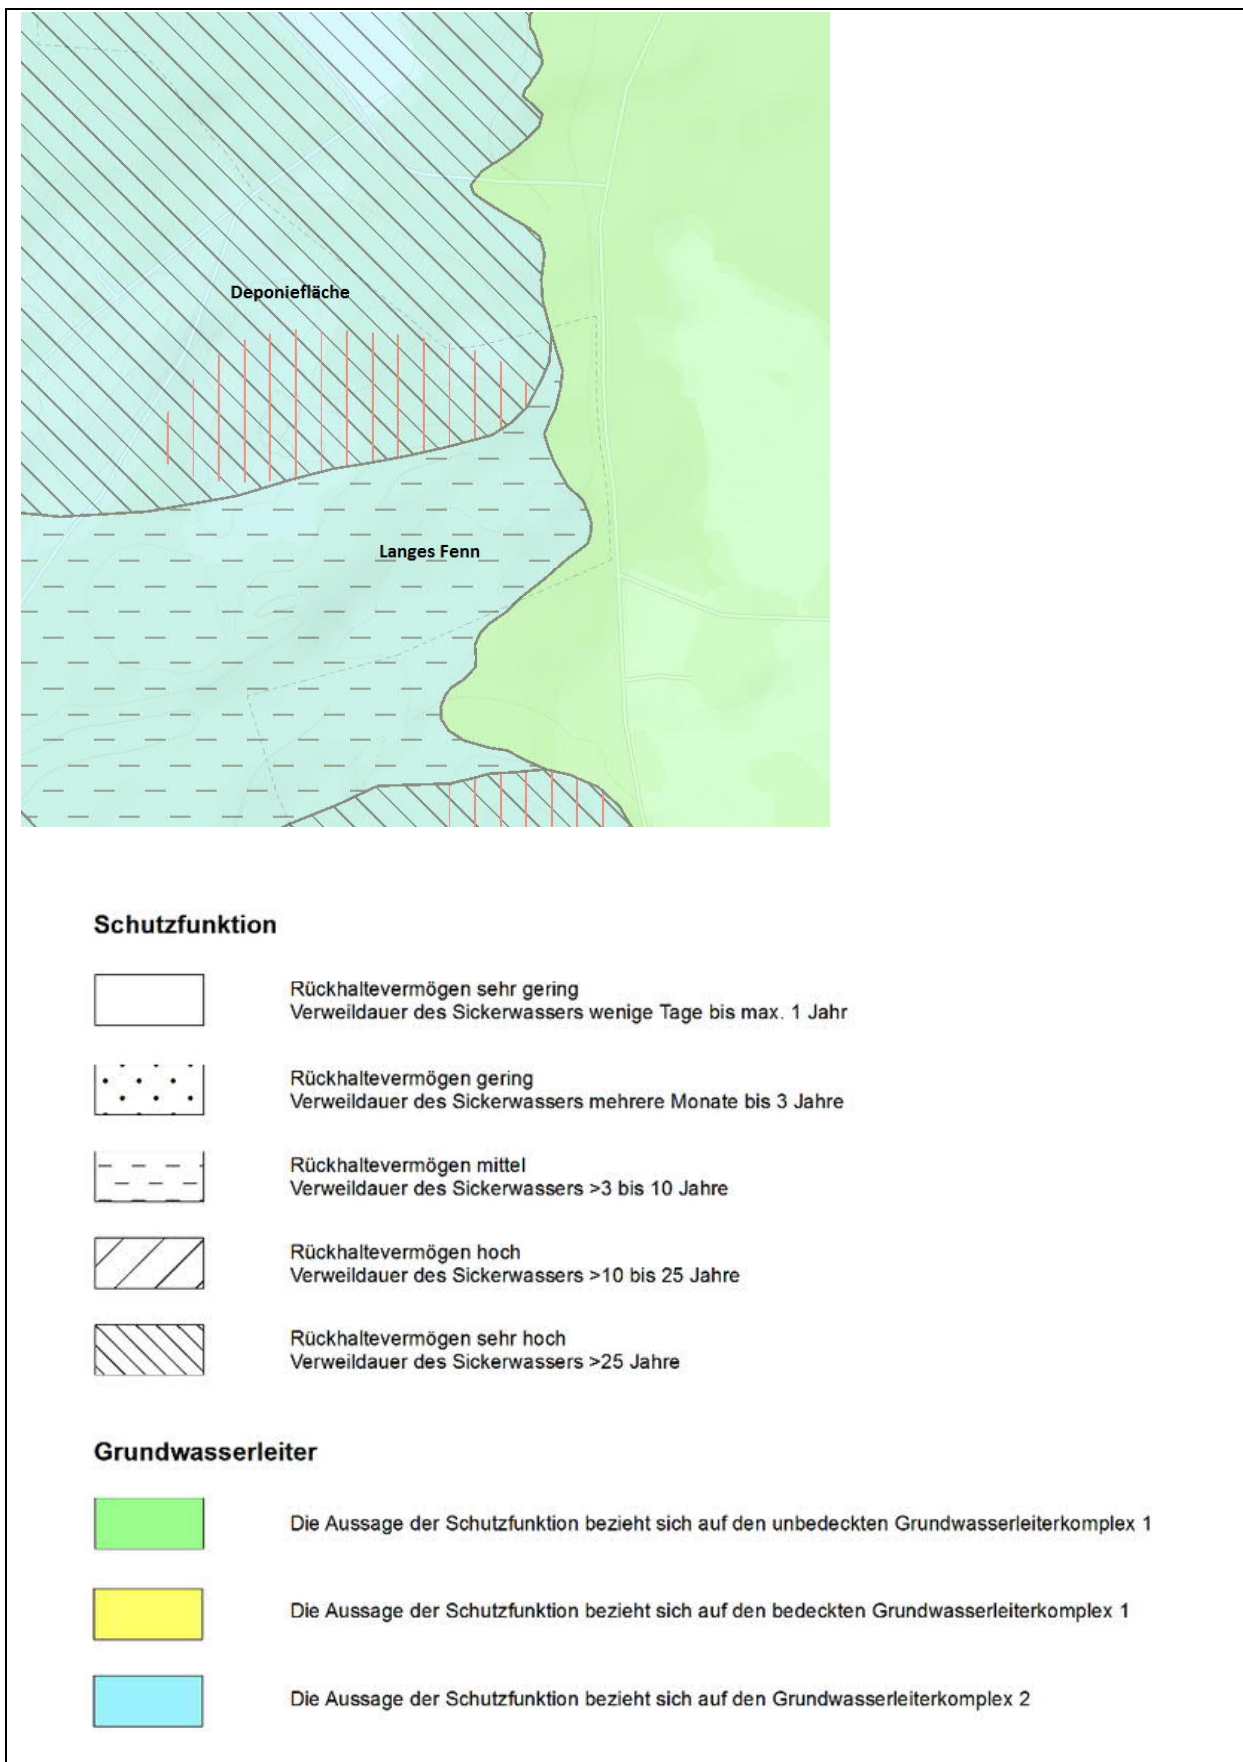 Deponiefläche
Langes Fenn
Schutzfunktion
Rückhaltevermögen sehr gering
Verweildauer des Sickerwassers wenige Tage bis max. 1 Jahr
Rückhaltevermögen gering
Verweildauer des Sickerwassers mehrere Monate bis 3 Jahre
Rückhaltevermögen mittel
Verweildauer des Sickerwassers >3 bis 10 Jahre
Rückhaltevermögen hoch
Verweildauer des Sickerwassers >10 bis 25 Jahre
Rückhaltevermögen sehr hoch
Verweildauer des Sickerwassers >25 Jahre
Grundwasserleiter
Die Aussage der Schutzfunktion bezieht sich auf den unbedeckten Grundwasserleiterkomplex 1
Die Aussage der Schutzfunktion bezieht sich auf den bedeckten Grundwasserleiterkomplex 1
Die Aussage der Schutzfunktion bezieht sich auf den Grundwasserleiterkomplex 2